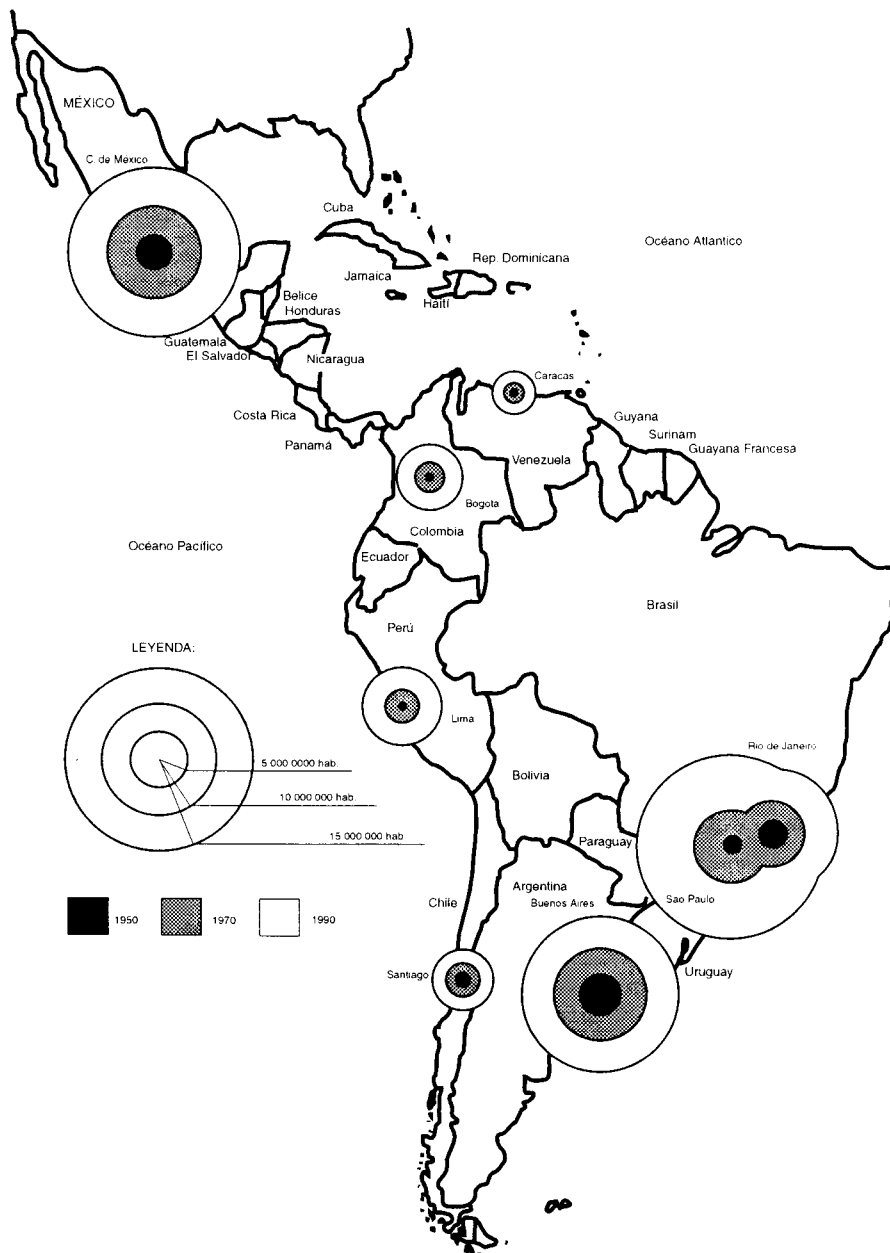 MÉXICO
C. de México
Cuba
Océano Atlantico
Rep. Dominicana
Jamaica
Haití
Belice
Honduras
Guatemala
El Salvador
Nicaragua
Caracas
Costa Rica
Guyana
Panamá
Surinam
Guayana Francesa
Venezuela
Bogota
Colombia
Océano Pacífico
Ecuador
Brasil
Perú
LEYENDA:
Lima
Rio de Janeiro
5 000 0000 hab.
Bolivia
10 000 000 hab.
15 000 000 hab
Paraguay
Argentina
Chile
Buenos Aires
Sao Paulo
1950
1970
1990
Santiago
Uruguay